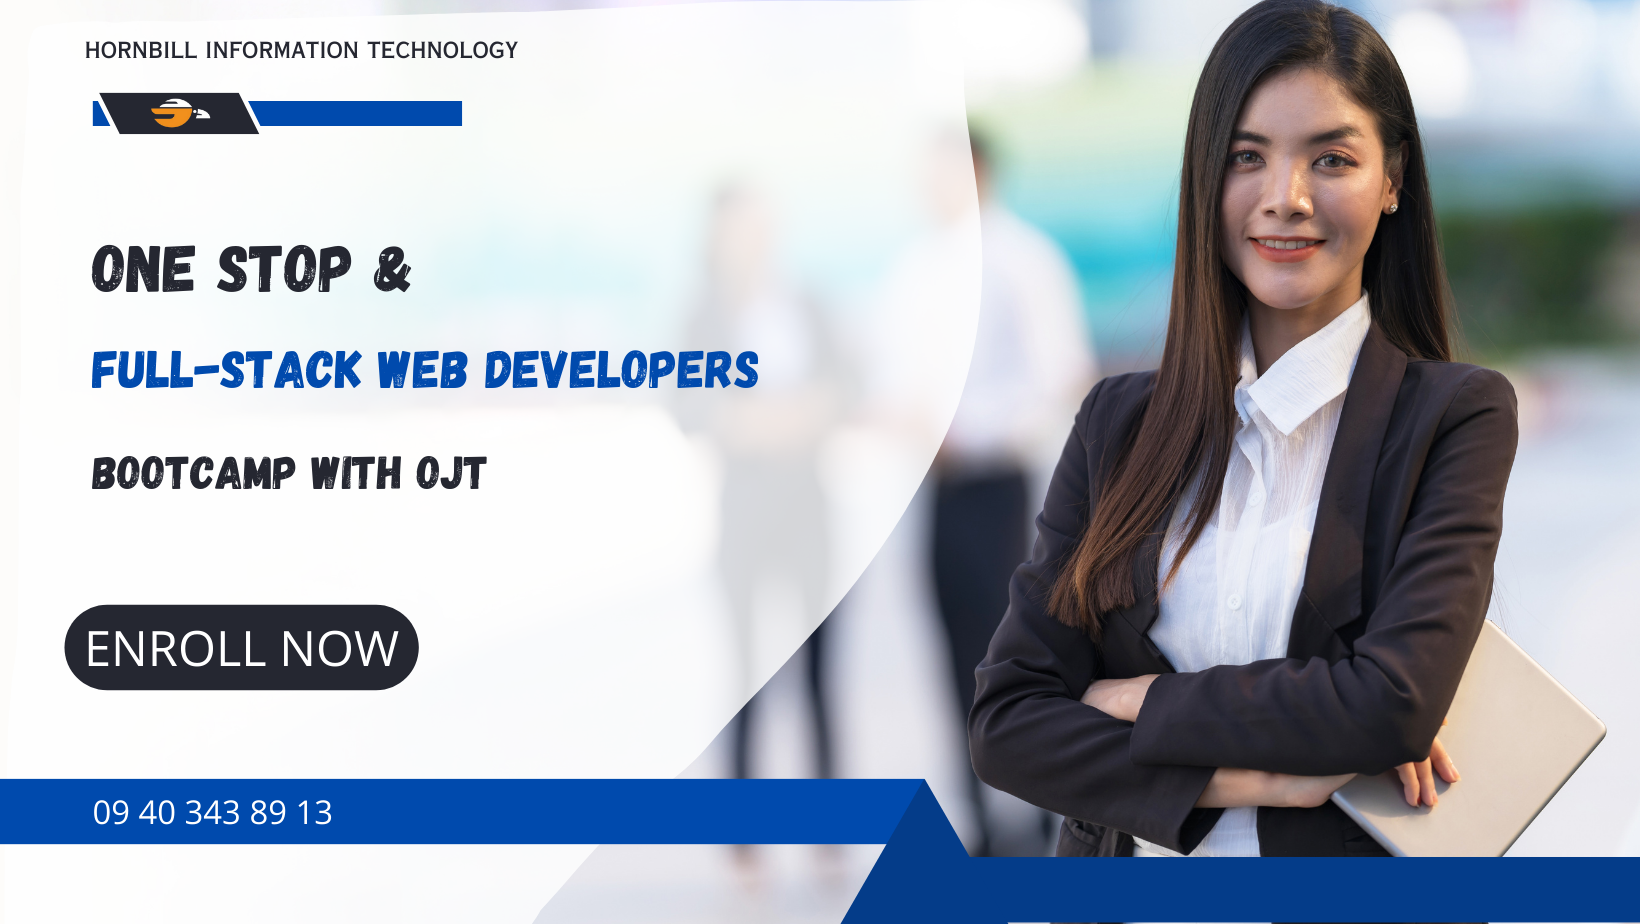 HORNBILL INFORMATION TECHNOLOGY
ONE STOP &
FULL-STACK WEB DEVELOPERS
BOOTCAMP WITH OJT
ENROLL NOW
09 40 343 89 13